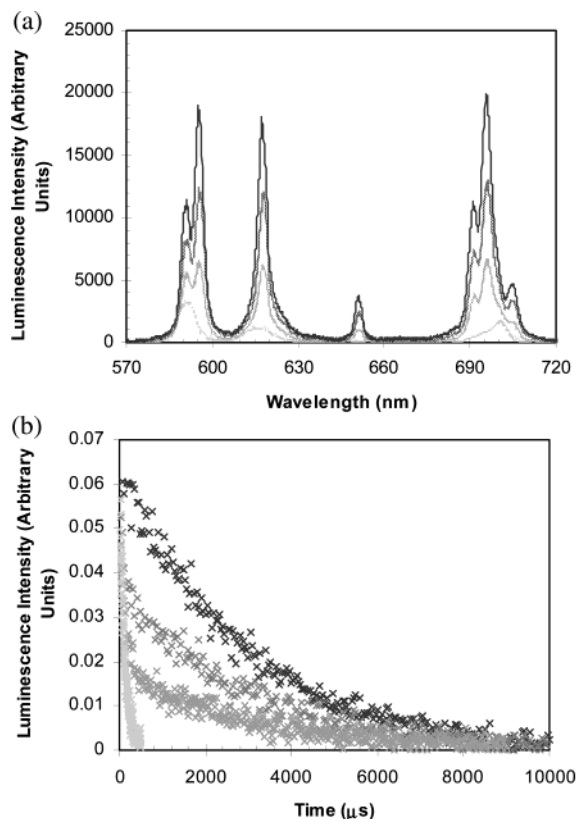 (a)
Luminescence Intensity (Arbitrary
Units)
25000
20000
15000
10000
5000
0
570 600 630 660 690 720
Wavelength (nm)
(b)
Luminescence Intensity (Arbitrary
Units)
0.07
0.06
0.05
0.04
0.03
0.02
0.01
0
0 2000 4000 6000 8000 10000
Time (μs)